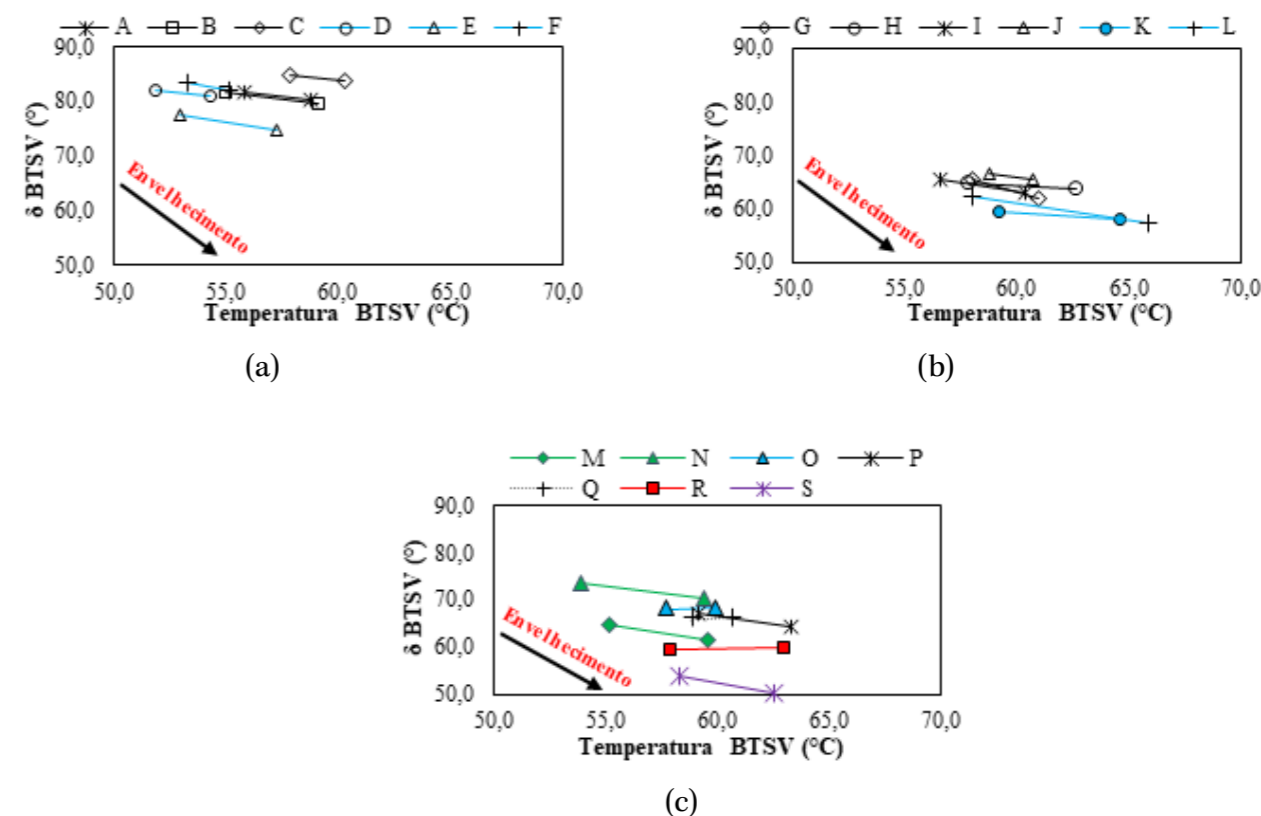 A B C D E F
90,0
80,0
70,0
60,0
50,0
δ BTSV (°)
Envelhecimento
50,0 55,0 60,0 65,0 70,0
Temperatura BTSV (°C)
(a)
G H I J K L
90,0
80,0
70,0
60,0
50,0
δ BTSV (°)
Envelhecimento
50,0 55,0 60,0 65,0 70,0
Temperatura BTSV (°C)
(b)
M N O P
Q R S
90,0
80,0
70,0
60,0
50,0
δ BTSV (°)
Envelhecimento
50,0 55,0 60,0 65,0 70,0
Temperatura BTSV (°C)
(c)